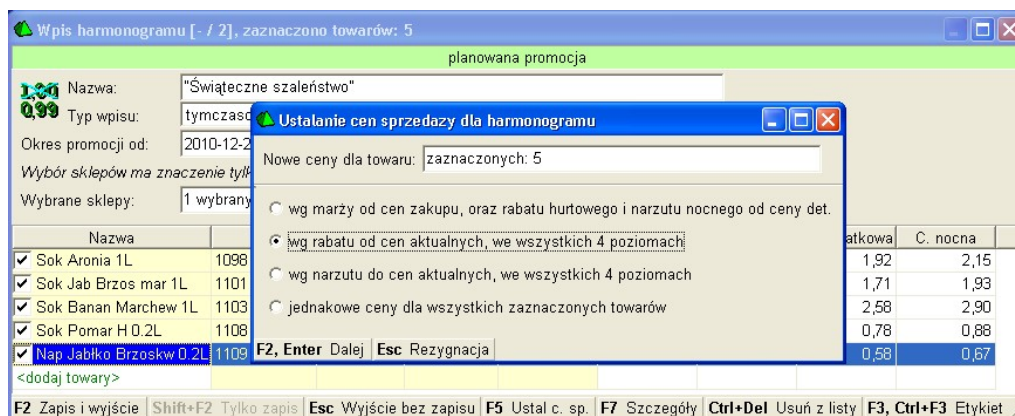 Wpis harmonogramu [- / 2], zaznaczono towarów: 5
planowana promocja
1,20
0,99
Nazwa: "Świąteczne szaleństwo"
Typ wpisu: tymczaso
Okres promocji od: 2010-12-2
Wybór sklepów ma znaczenie tylk
Wybrane sklepy: 1 wybrany
Ustalanie cen sprzedazy dla harmonogramu
Nowe ceny dla towaru: zaznaczonych: 5
wg marży od cen zakupu, oraz rabatu hurtowego i narzutu nocnego od ceny det.
wg rabatu od cen aktualnych, we wszystkich 4 poziomach
wg narzutu do cen aktualnych, we wszystkich 4 poziomach
jednakowe ceny dla wszystkich zaznaczonych towarów
F2, Enter Dalej Esc Rezygnacja
Nazwa atkowa C. nocna
Sok Aronia 1L 1098 1,92 2,15
Sok Jab Brzos mar 1L 1101 1,71 1,93
Sok Banan Marchew 1L 1103 2,58 2,90
Sok Pomar H 0.2L 1108 0,78 0,88
Nap Jabłko Brzoskw 0.2L 1109 0,58 0,67
<dodaj towary>
F2 Zapis i wyjście Shift+F2 Tylko zapis Esc Wyjście bez zapisu F5 Ustal c. sp. F7 Szczegóły Ctrl+Del Usuń z listy F3, Ctrl+F3 Etykiet